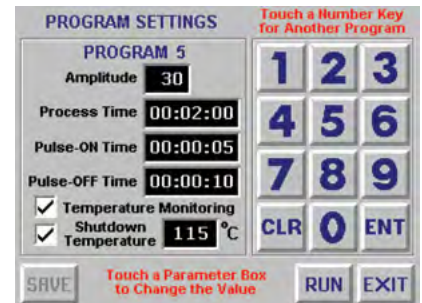 PROGRAM SETTINGS
Touch a Number Key
for Another Program
PROGRAM 5
Amplitude 30
Process Time 00:02:00
Pulse-ON Time 00:00:05
Pulse-OFF Time 00:00:10
Temperature Monitoring
Shutdown
Temperature 115 °C
1 2 3
4 5 6
7 8 9
CLR 0 ENT
SAVE
Touch a Parameter Box
to Change the Value
RUN EXIT